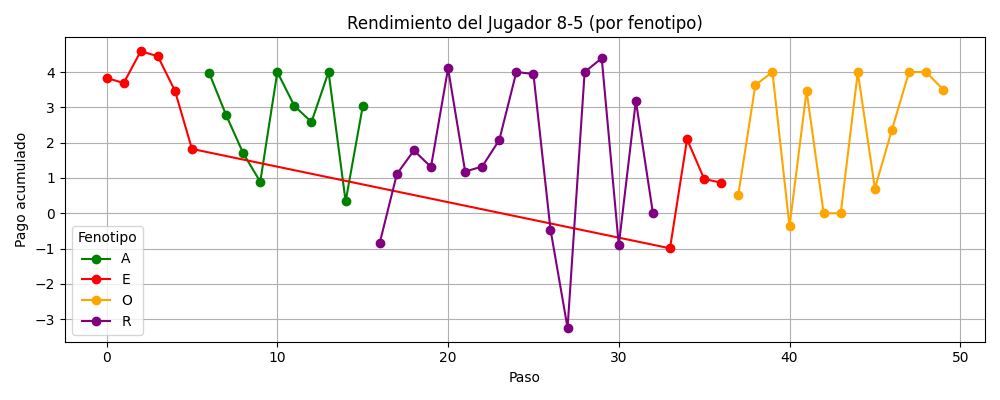 Rendimiento del Jugador 8-5 (por fenotipo)
Pago acumulado
4
3
2
1
0
−1
−2
−3
Fenotipo
A
E
O
R
0 10 20 30 40 50
Paso